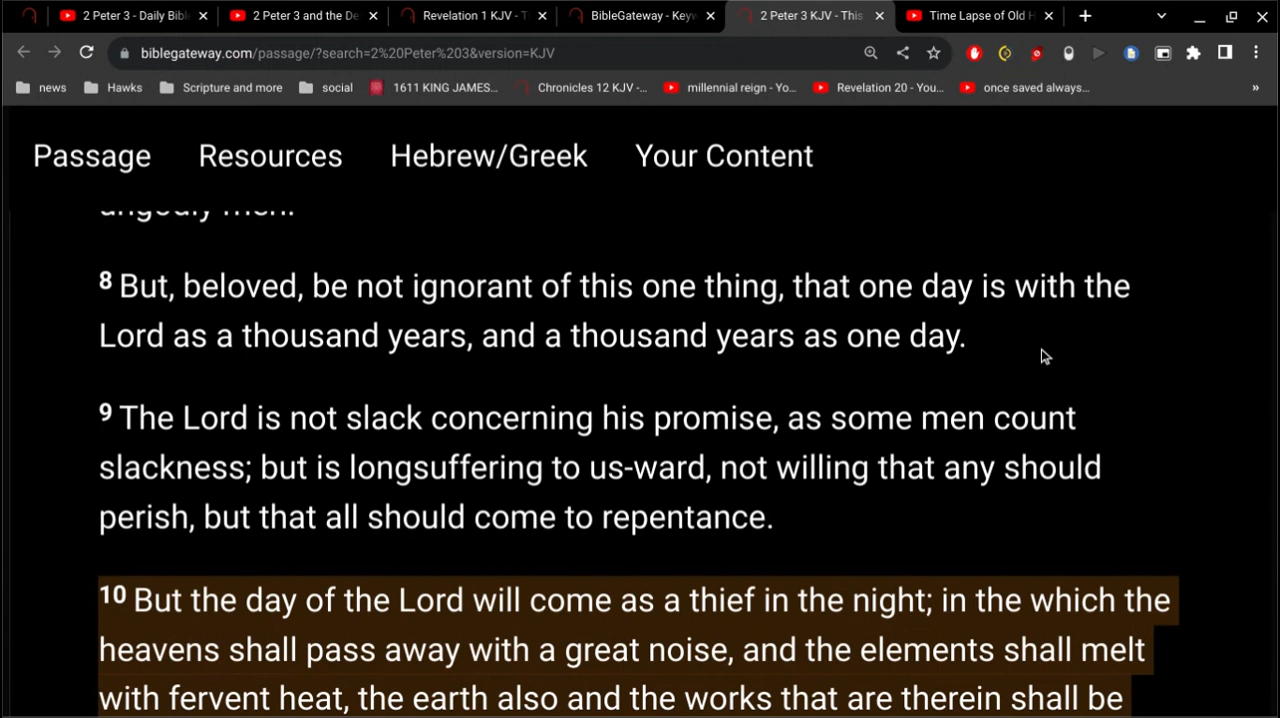 2 Peter 3 - Daily Bibl
2 Peter 3 and the De
Revelation 1 KJV - T
BibleGateway - Keyw
2 Peter 3 KJV - This
Time Lapse of Old H
biblegateway.com/passage/?search=2%20Peter%203&version=KJV
news
Hawks
Scripture and more
social
1611 KING JAMES...
Chronicles 12 KJV -...
millennial reign - Yo...
Revelation 20 - You...
once saved always...
»
Passage
Resources
Hebrew/Greek
Your Content
ungodly men.
8 But, beloved, be not ignorant of this one thing, that one day is with the
Lord as a thousand years, and a thousand years as one day.
9 The Lord is not slack concerning his promise, as some men count
slackness; but is longsuffering to us-ward, not willing that any should
perish, but that all should come to repentance.
10 But the day of the Lord will come as a thief in the night; in the which the
heavens shall pass away with a great noise, and the elements shall melt
with fervent heat, the earth also and the works that are therein shall be